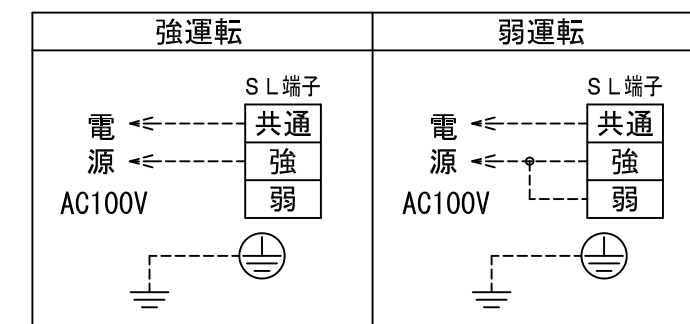 強運転
SL端子
電 共通
源 強
AC100V 弱
弱運転
SL端子
電 共通
源 強
AC100V 弱